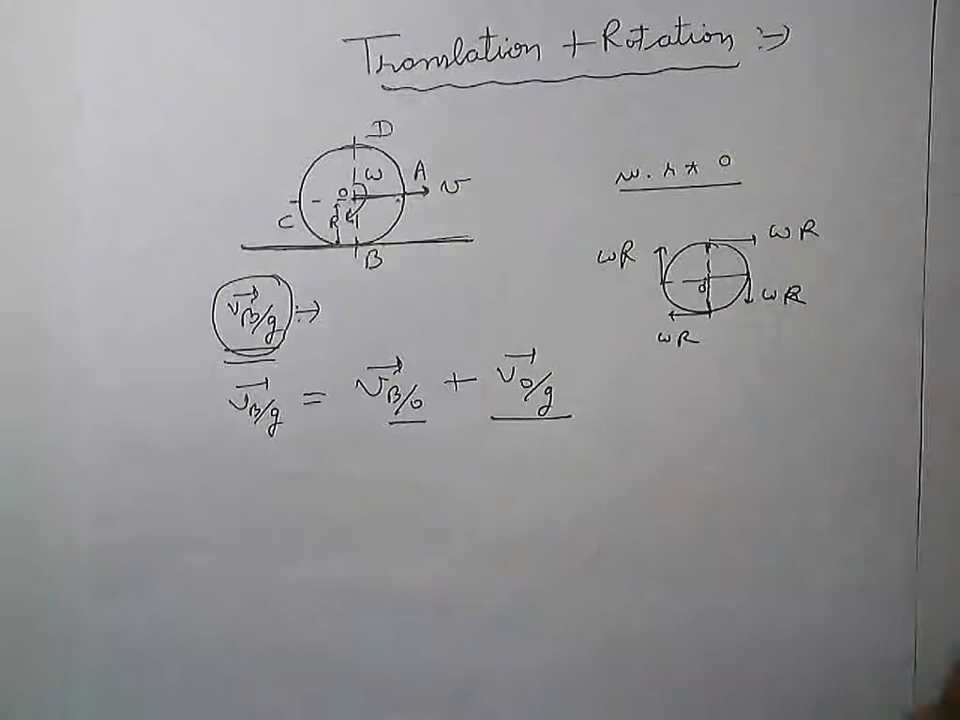 Translation + Rotation :→
D
ω A v
O
C R
B
w.r.t O
ωR
ωR
O
ωR
ωR
v⃗B/g :→
v⃗B/g = v⃗B/O + v⃗O/g